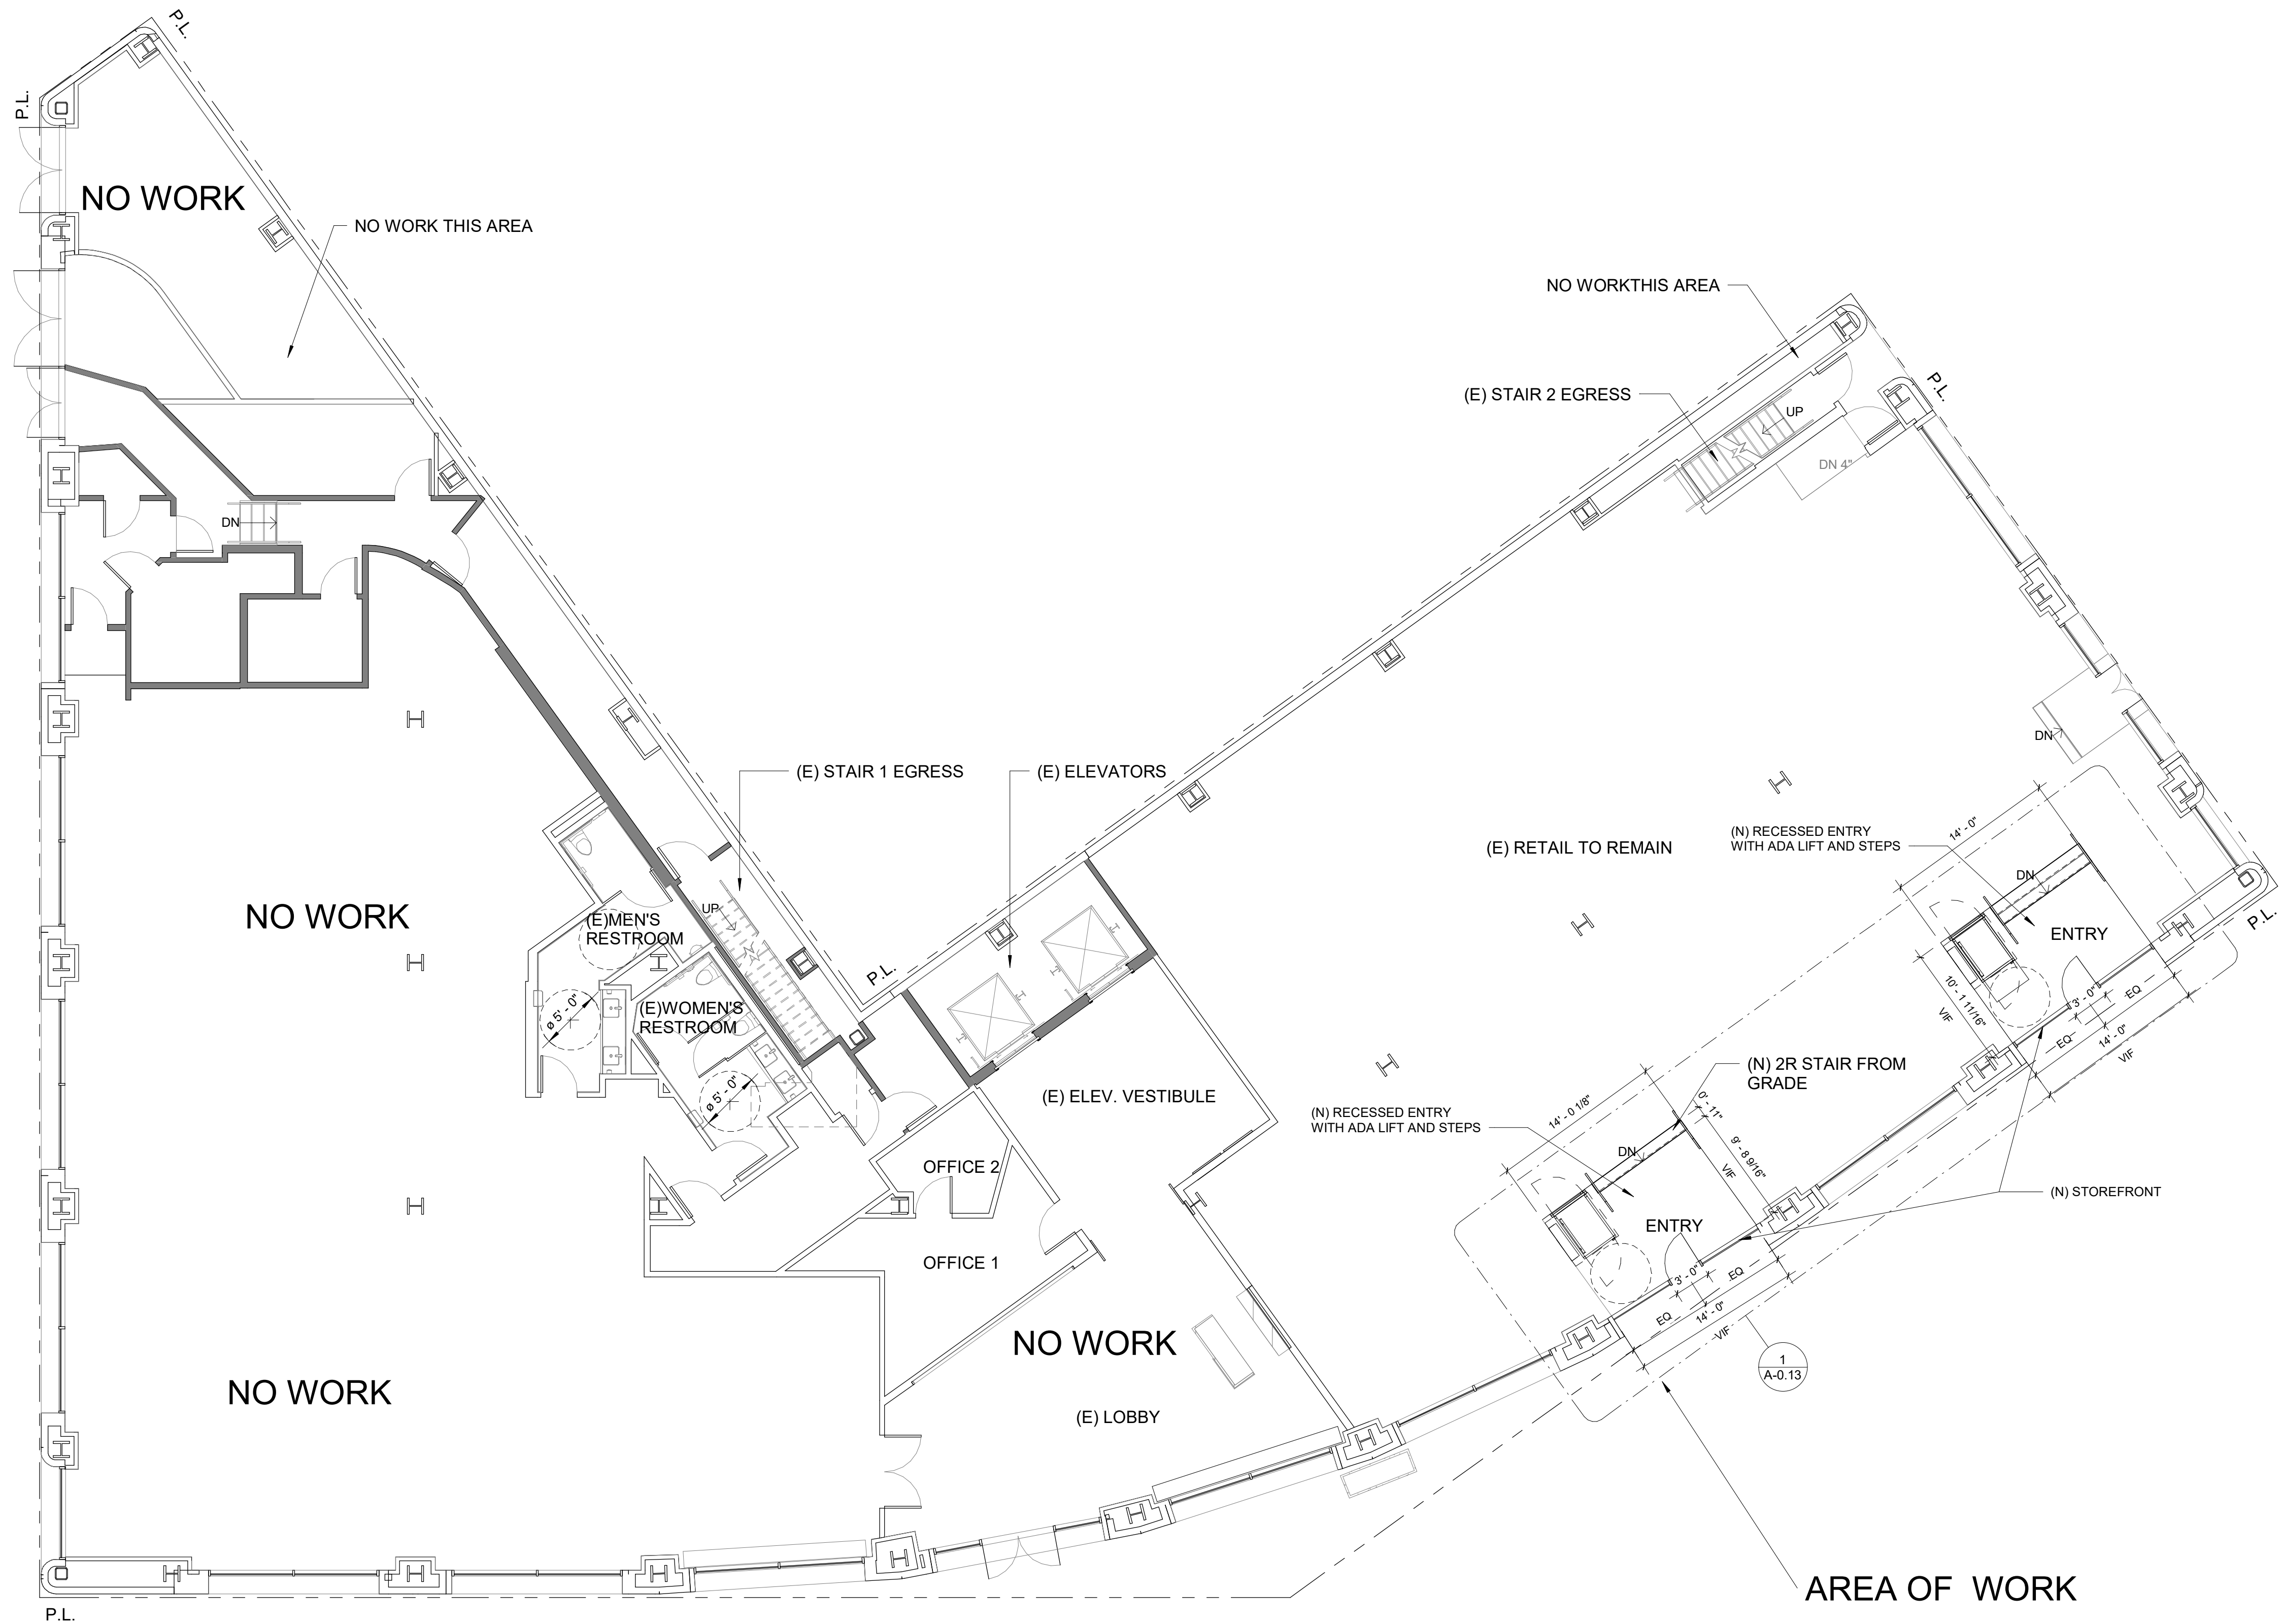 P.L.
P.L.
NO WORK
NO WORK THIS AREA
NO WORKTHIS AREA
P.L.
(E) STAIR 2 EGRESS
UP
DN 4"
DN
DN
(E) STAIR 1 EGRESS
(E) ELEVATORS
14' - 0"
(N) RECESSED ENTRY
WITH ADA LIFT AND STEPS
(E) RETAIL TO REMAIN
DN
NO WORK
UP
(E)MEN'S
RESTROOM
ENTRY
P.L.
P.L.
10' - 1 11/16"
VIF
3' - 0"
EQ
EQ
14' - 0"
VIF
ø 5' - 0"
(E)WOMEN'S
RESTROOM
(N) 2R STAIR FROM
GRADE
ø 5' - 0"
(E) ELEV. VESTIBULE
14' - 0 1/8"
0' - 11"
(N) RECESSED ENTRY
WITH ADA LIFT AND STEPS
9' - 8 9/16"
VIF
DN
OFFICE 2
(N) STOREFRONT
ENTRY
OFFICE 1
3' - 0"
EQ
EQ
14' - 0"
VIF
NO WORK
1
A-0.13
NO WORK
(E) LOBBY
AREA OF WORK
P.L.